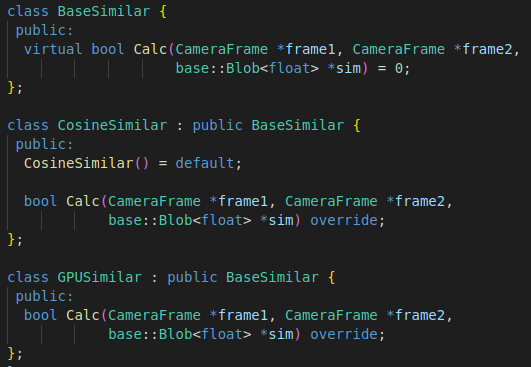 class BaseSimilar {
 public:
  virtual bool Calc(CameraFrame *frame1, CameraFrame *frame2,
                    base::Blob<float> *sim) = 0;
};

class CosineSimilar : public BaseSimilar {
 public:
  CosineSimilar() = default;

  bool Calc(CameraFrame *frame1, CameraFrame *frame2,
            base::Blob<float> *sim) override;
};

class GPUSimilar : public BaseSimilar {
 public:
  bool Calc(CameraFrame *frame1, CameraFrame *frame2,
            base::Blob<float> *sim) override;
};